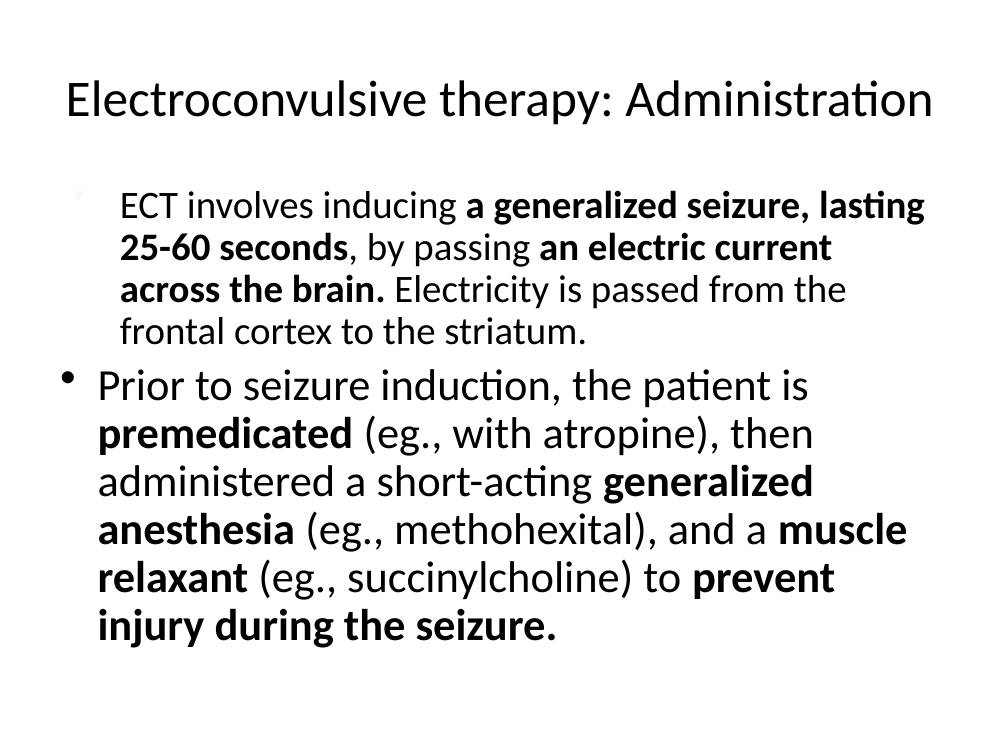 Electroconvulsive therapy: Administration
ECT involves inducing a generalized seizure, lasting
25-60 seconds, by passing an electric current
across the brain. Electricity is passed from the
frontal cortex to the striatum.
• Prior to seizure induction, the patient is
premedicated (eg., with atropine), then
administered a short-acting generalized
anesthesia (eg., methohexital), and a muscle
relaxant (eg., succinylcholine) to prevent
injury during the seizure.